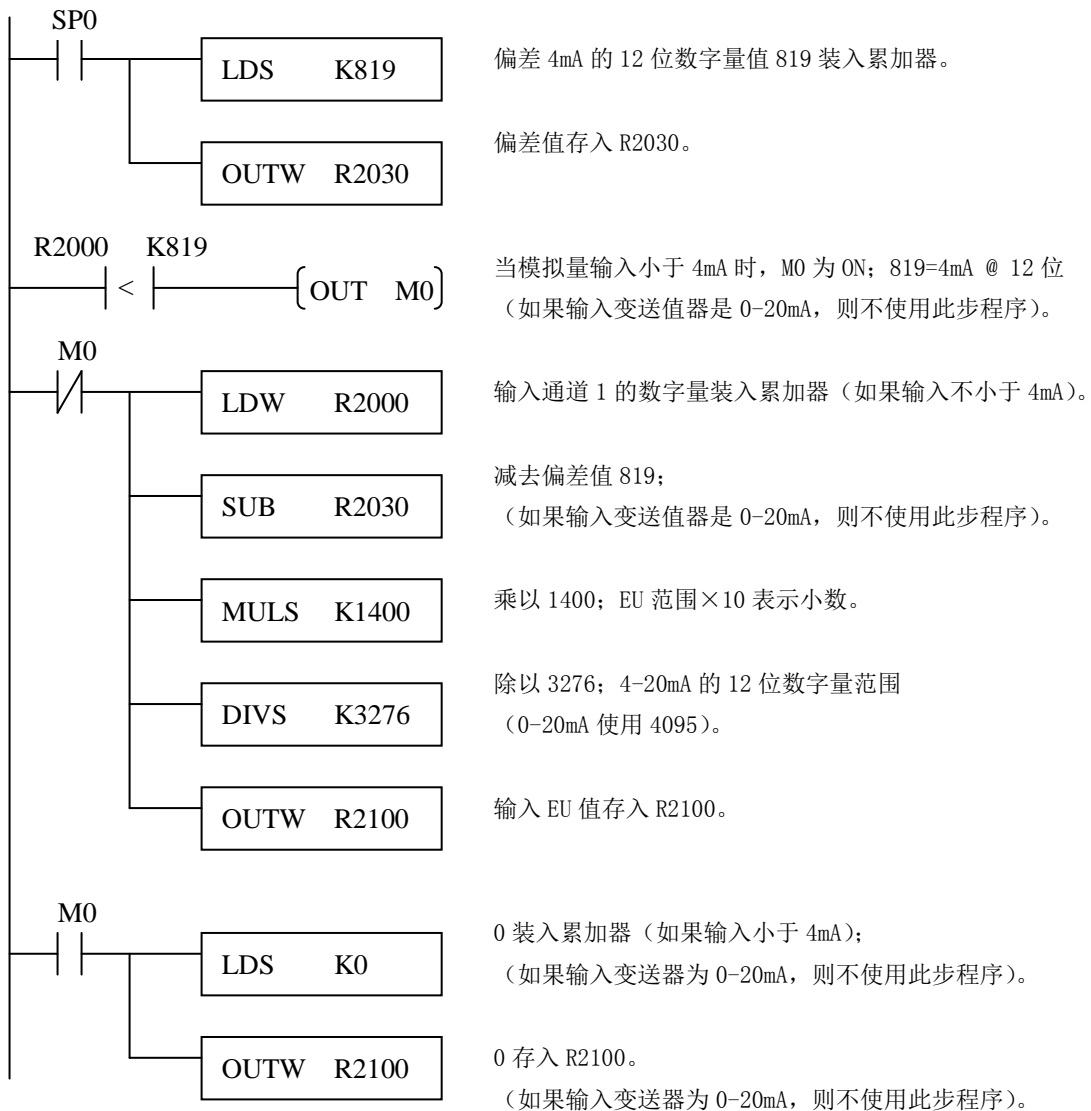 SP0
LDS K819
偏差 4mA 的 12 位数字量值 819 装入累加器。
OUTW R2030
偏差值存入 R2030。
R2000 K819
< OUT M0
当模拟量输入小于 4mA 时，M0 为 ON；819=4mA @ 12 位
（如果输入变送值器是 0-20mA，则不使用此步程序）。
M0
LDW R2000
输入通道 1 的数字量装入累加器（如果输入不小于 4mA）。
SUB R2030
减去偏差值 819；
（如果输入变送值器是 0-20mA，则不使用此步程序）。
MULS K1400
乘以 1400；EU 范围×10 表示小数。
DIVS K3276
除以 3276；4-20mA 的 12 位数字量范围
（0-20mA 使用 4095）。
OUTW R2100
输入 EU 值存入 R2100。
M0
LDS K0
0 装入累加器（如果输入小于 4mA）；
（如果输入变送器为 0-20mA，则不使用此步程序）。
OUTW R2100
0 存入 R2100。
（如果输入变送器为 0-20mA，则不使用此步程序）。